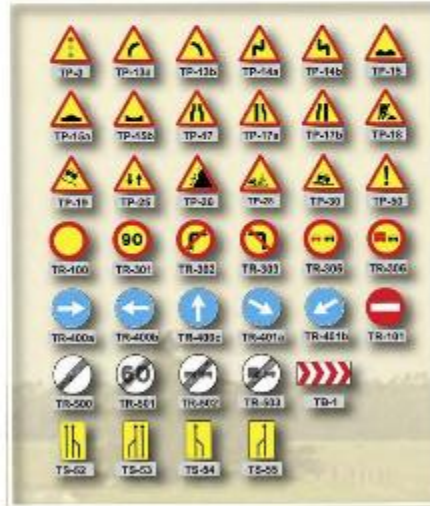 TP-3 TP-13a TP-13b TP-14a TP-14b TP-15
TP-15a TP-15b TP-17 TP-17a TP-17b TP-18
TP-19 TP-25 TP-26 TP-28 TP-30 TP-50
90
TR-100 TR-301 TR-302 TR-303 TR-305 TR-306
TR-400a TR-400b TR-400c TR-401a TR-401b TR-101
60
TR-500 TR-501 TR-502 TR-503 TB-1
TS-52 TS-53 TS-54 TS-55